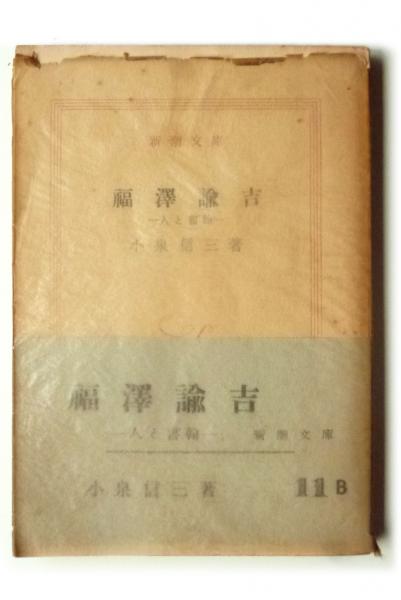 新潮文庫
福澤諭吉
—人と書翰—
小泉信三著
福澤諭吉
—人と書翰— 新潮文庫
小泉信三著 11B